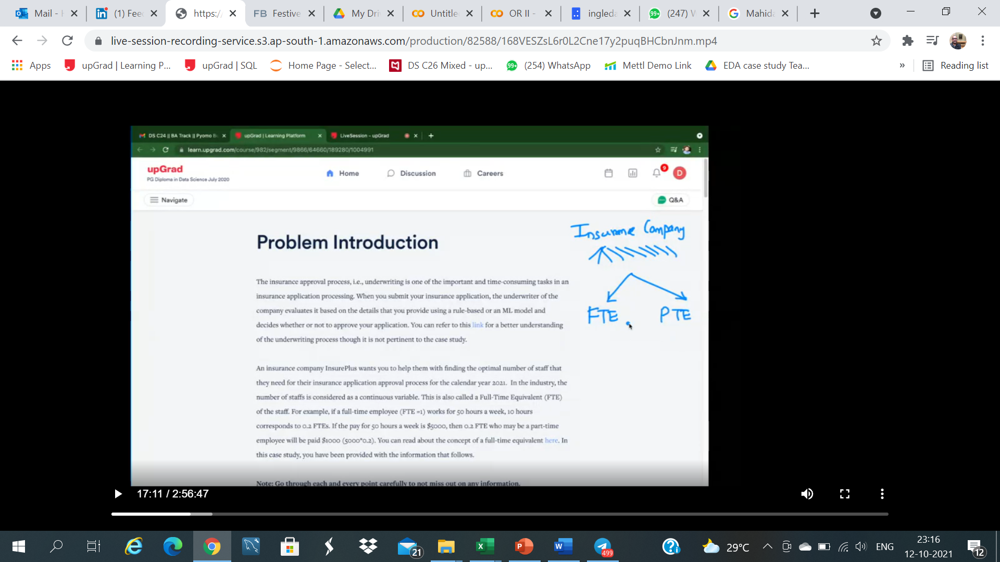 Mail - H
(1) Feed
https:/
FB Festive
My Driv
Untitle
OR II -
ingleda
(247) W
Mahida
live-session-recording-service.s3.ap-south-1.amazonaws.com/production/82588/168VESZsL6r0L2Cne17y2puqBHCbnJnm.mp4
Apps
upGrad | Learning P...
upGrad | SQL
Home Page - Select...
DS C26 Mixed - up...
(254) WhatsApp
Mettl Demo Link
EDA case study Tea...
»
Reading list
DS C24 || BA Track || Pyomo B
upGrad | Learning Platform
LiveSession - upGrad
learn.upgrad.com/course/982/segment/9866/64660/189280/1004991
upGrad
PG Diploma in Data Science July 2020
Home
Discussion
Careers
9
D
Navigate
Q&A
Insurance Company
Problem Introduction
FTE PTE
The insurance approval process, i.e., underwriting is one of the important and time-consuming tasks in an
insurance application processing. When you submit your insurance application, the underwriter of the
company evaluates it based on the details that you provide using a rule-based or an ML model and
decides whether or not to approve your application. You can refer to this link for a better understanding
of the underwriting process though it is not pertinent to the case study.
An insurance company InsurePlus wants you to help them with finding the optimal number of staff that
they need for their insurance application approval process for the calendar year 2021. In the industry, the
number of staffs is considered as a continuous variable. This is also called a Full-Time Equivalent (FTE)
of the staff. For example, if a full-time employee (FTE =1) works for 50 hours a week, 10 hours
corresponds to 0.2 FTEs. If the pay for 50 hours a week is $5000, then 0.2 FTE who may be a part-time
employee will be paid $1000 (5000*0.2). You can read about the concept of a full-time equivalent here. In
this case study, you have been provided with the information that follows.
Note: Go through each and every point carefully to not miss out on any information.
17:11 / 2:56:47
21
499
29°C
ENG
23:16
12-10-2021
12